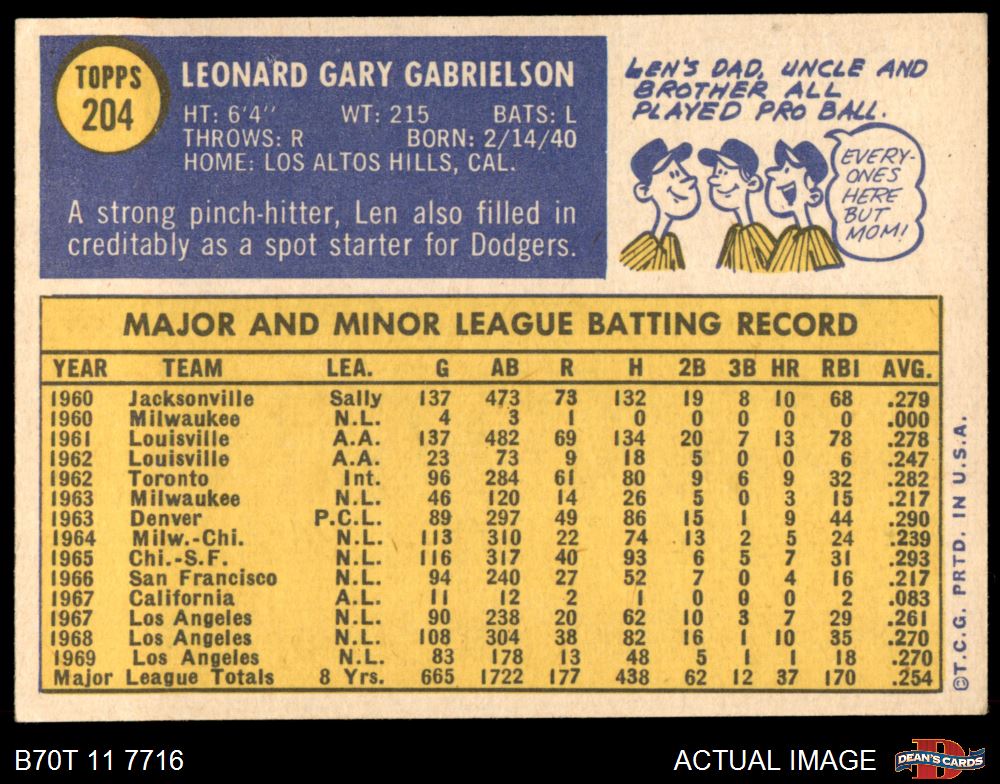 TOPPS
204
LEONARD GARY GABRIELSON
HT: 6'4'' WT: 215 BATS: L
THROWS: R BORN: 2/14/40
HOME: LOS ALTOS HILLS, CAL.
A strong pinch-hitter, Len also filled in
creditably as a spot starter for Dodgers.
LEN'S DAD, UNCLE AND
BROTHER ALL
PLAYED PRO BALL.
EVERY-
ONES
HERE
BUT
MOM!
MAJOR AND MINOR LEAGUE BATTING RECORD
YEAR TEAM LEA. G AB R H 2B 3B HR RBI AVG.
1960 Jacksonville Sally 137 473 73 132 19 8 10 68 .279
1960 Milwaukee N.L. 4 3 1 0 0 0 0 0 .000
1961 Louisville A.A. 137 482 69 134 20 7 13 78 .278
1962 Louisville A.A. 23 73 9 18 5 0 0 6 .247
1962 Toronto Int. 96 284 61 80 9 6 9 32 .282
1963 Milwaukee N.L. 46 120 14 26 5 0 3 15 .217
1963 Denver P.C.L. 89 297 49 86 15 1 9 44 .290
1964 Milw.-Chi. N.L. 113 310 22 74 13 2 5 24 .239
1965 Chi.-S.F. N.L. 116 317 40 93 6 5 7 31 .293
1966 San Francisco N.L. 94 240 27 52 7 0 4 16 .217
1967 California A.L. 11 12 2 1 0 0 0 2 .083
1967 Los Angeles N.L. 90 238 20 62 10 3 7 29 .261
1968 Los Angeles N.L. 108 304 38 82 16 1 10 35 .270
1969 Los Angeles N.L. 83 178 13 48 5 1 1 18 .270
Major League Totals 8 Yrs. 665 1722 177 438 62 12 37 170 .254
©T.C.G. PRTD. IN U.S.A.
B70T 11 7716
ACTUAL IMAGE
D
DEAN'S CARDS